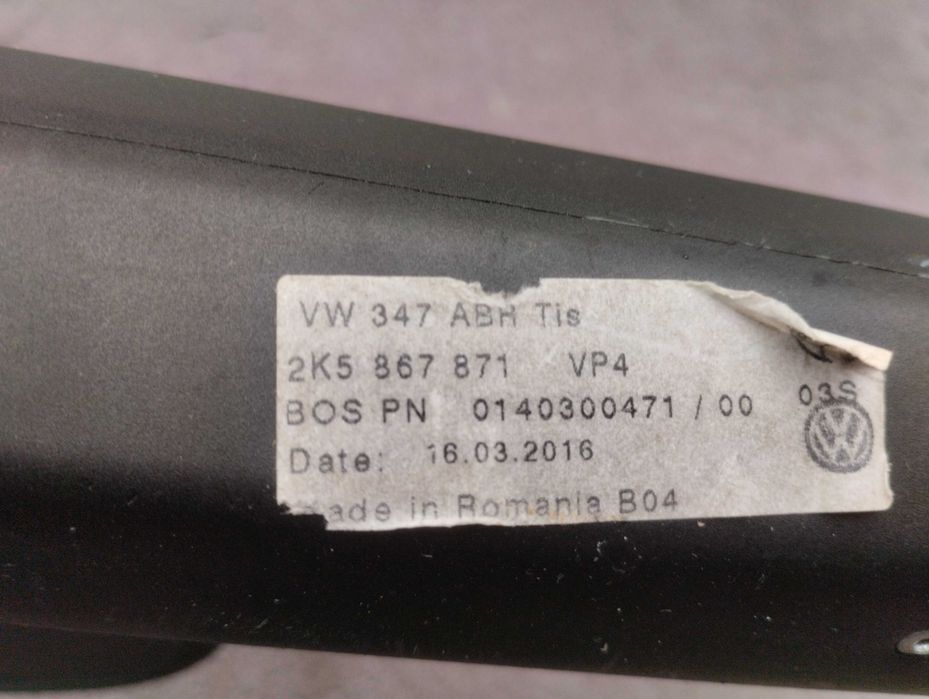 VW 347 ABR Tis
2K5 867 871 VP4
03S
BOS PN 0140300471 / 00
Date: 16.03.2016
made in Romania B04